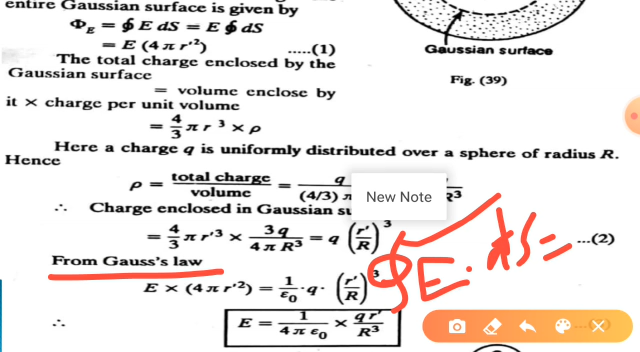 entire Gaussian surface is given by
Φ_E = ∮ E dS = E ∮ dS
= E (4 π r'²) .....(1)
The total charge enclosed by the
Gaussian surface
= volume enclose by
it × charge per unit volume
= 4/3 π r ³ × ρ
Gaussian surface
Fig. (39)
Here a charge q is uniformly distributed over a sphere of radius R.
Hence
ρ = total charge / volume = q / (4/3) π R³
New Note
∴ Charge enclosed in Gaussian su
= 4/3 π r'³ × 3 q / 4 π R³ = q (r'/R)³ ...(2)
From Gauss's law
E × (4 π r'²) = 1/ε₀ · q · (r'/R)³
∮ E. ds =
∴ E = 1 / 4 π ε₀ × q r' / R³